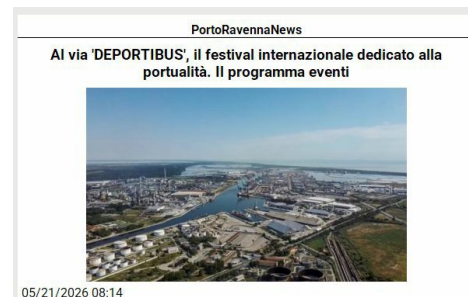 PortoRavennaNews
Al via 'DEPORTIBUS', il festival internazionale dedicato alla
portualità. Il programma eventi
05/21/2026 08:14